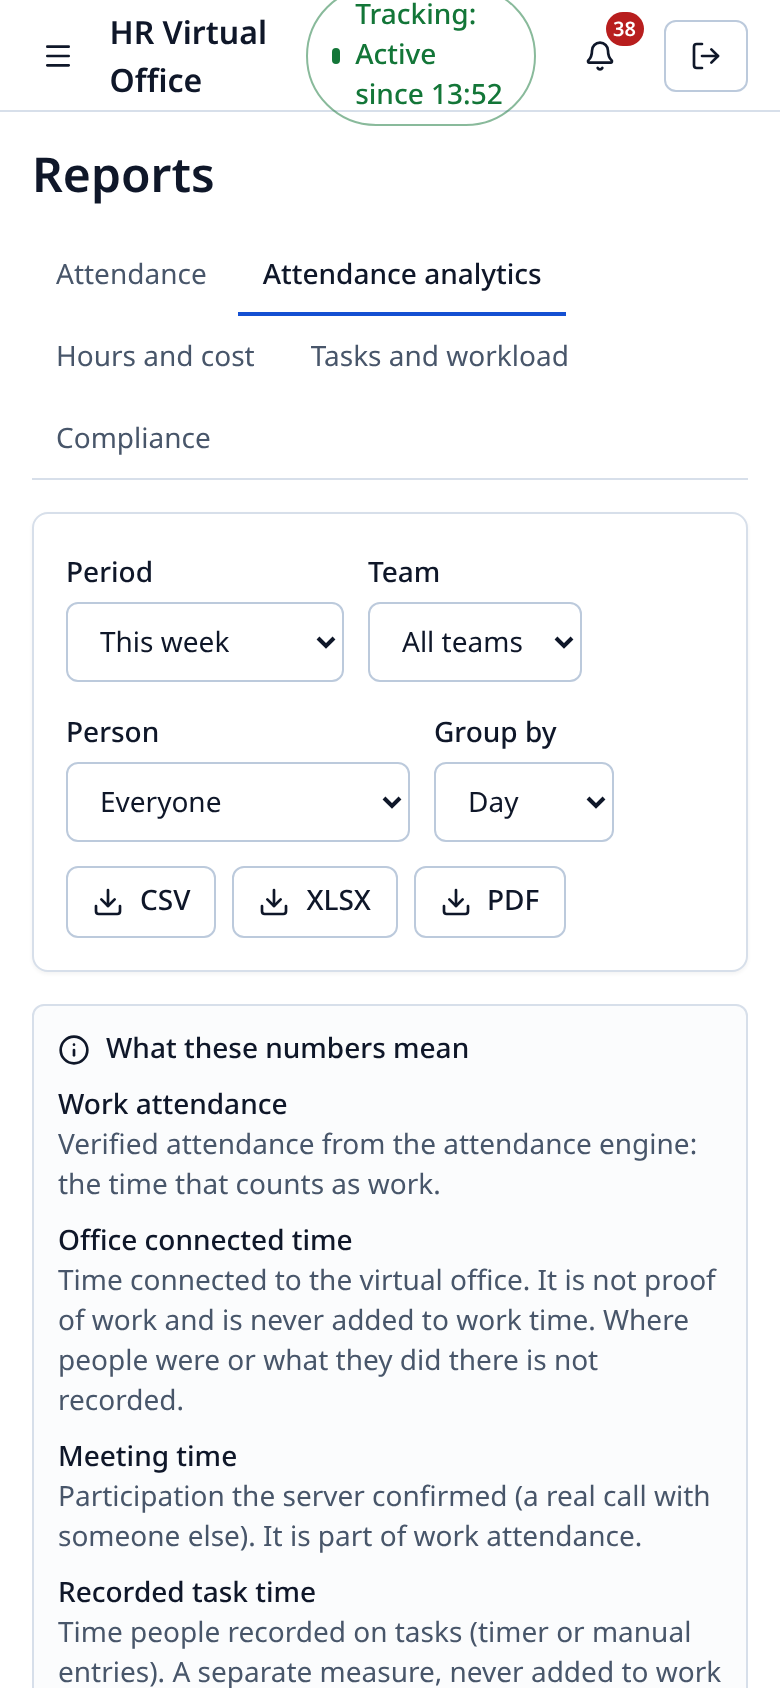 HR Virtual
Office
Tracking:
Active
since 13:52
38
Reports
Attendance
Attendance analytics
Hours and cost
Tasks and workload
Compliance
Period
Team
This week
All teams
Person
Group by
Everyone
Day
CSV
XLSX
PDF
What these numbers mean
Work attendance
Verified attendance from the attendance engine:
the time that counts as work.
Office connected time
Time connected to the virtual office. It is not proof
of work and is never added to work time. Where
people were or what they did there is not
recorded.
Meeting time
Participation the server confirmed (a real call with
someone else). It is part of work attendance.
Recorded task time
Time people recorded on tasks (timer or manual
entries). A separate measure, never added to work